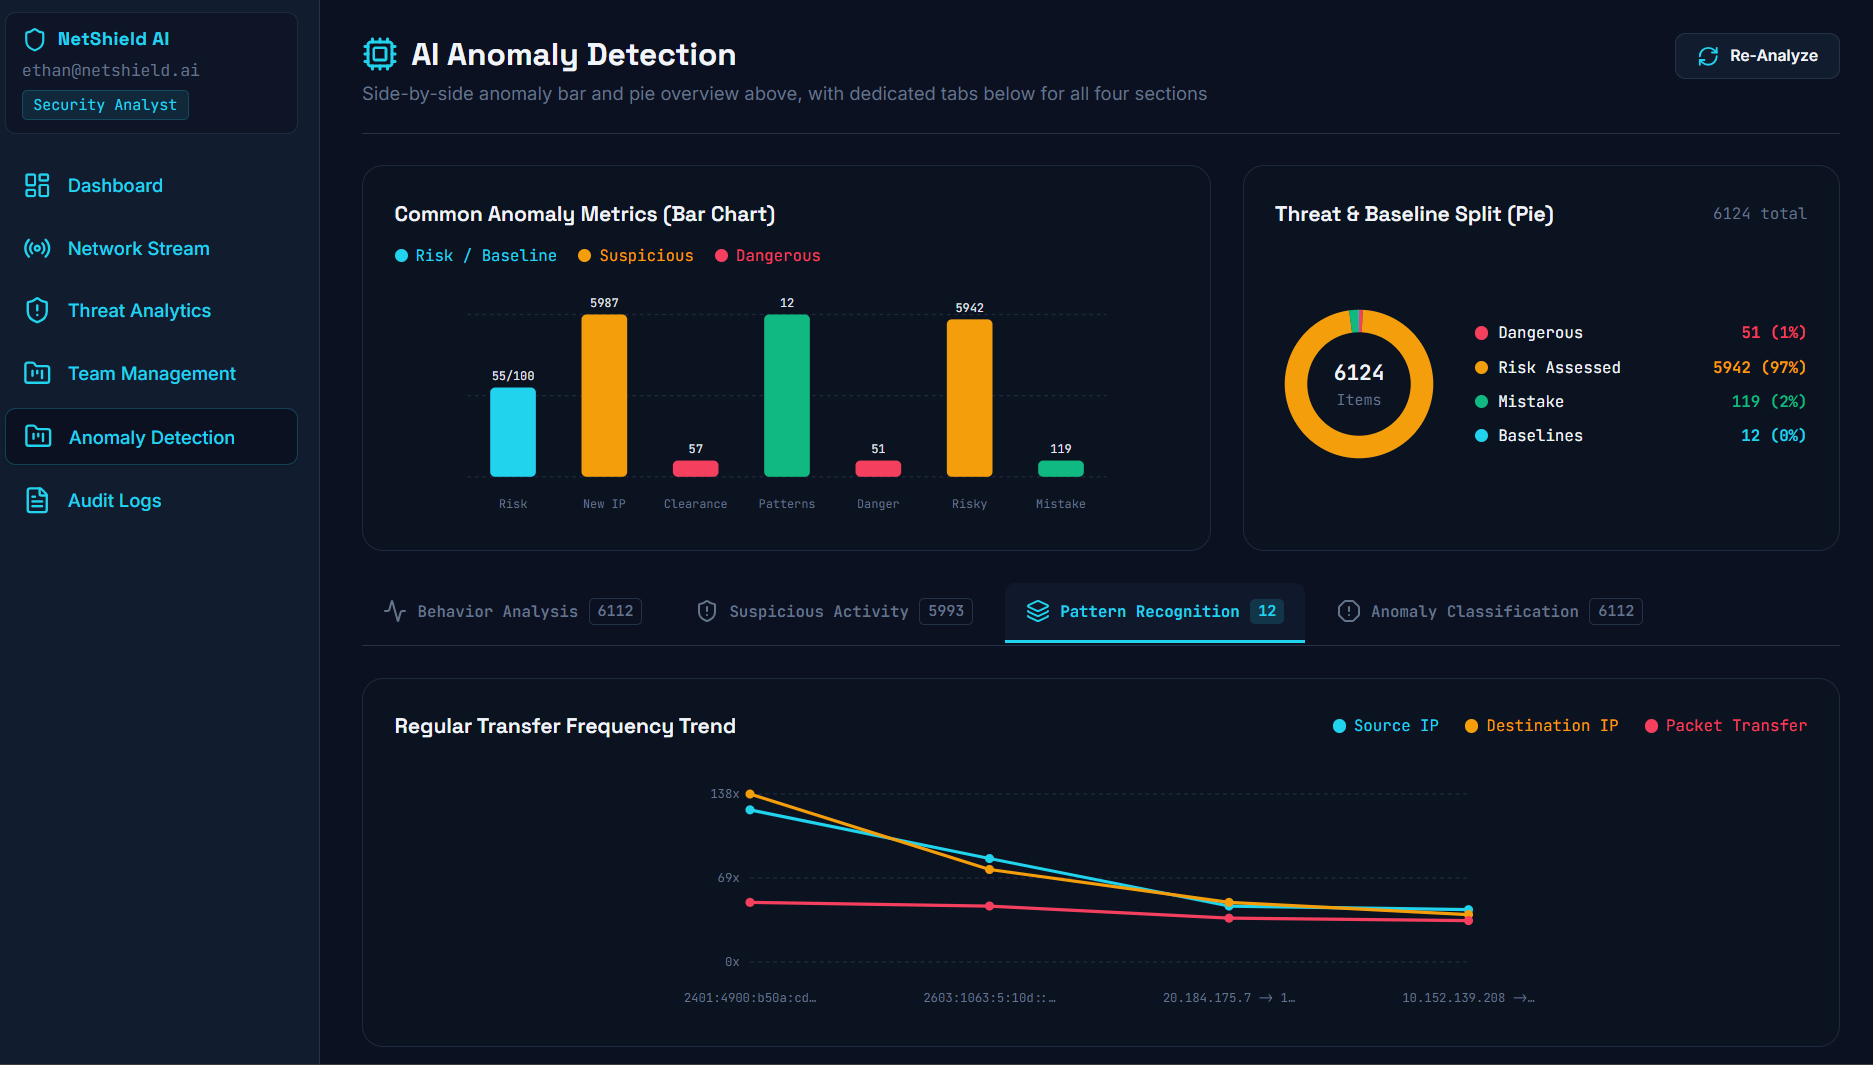 NetShield AI
ethan@netshield.ai
Security Analyst
Dashboard
Network Stream
Threat Analytics
Team Management
Anomaly Detection
Audit Logs
AI Anomaly Detection
Side-by-side anomaly bar and pie overview above, with dedicated tabs below for all four sections
Re-Analyze
Common Anomaly Metrics (Bar Chart)
Risk / Baseline
Suspicious
Dangerous
55/100
5987
57
12
51
5942
119
Risk
New IP
Clearance
Patterns
Danger
Risky
Mistake
Threat & Baseline Split (Pie)
6124 total
6124
Items
Dangerous 51 (1%)
Risk Assessed 5942 (97%)
Mistake 119 (2%)
Baselines 12 (0%)
Behavior Analysis 6112
Suspicious Activity 5993
Pattern Recognition 12
Anomaly Classification 6112
Regular Transfer Frequency Trend
Source IP
Destination IP
Packet Transfer
138x
69x
0x
2401:4900:b50a:cd…
2603:1063:5:10d::…
20.184.175.7 → 1…
10.152.139.208 →…